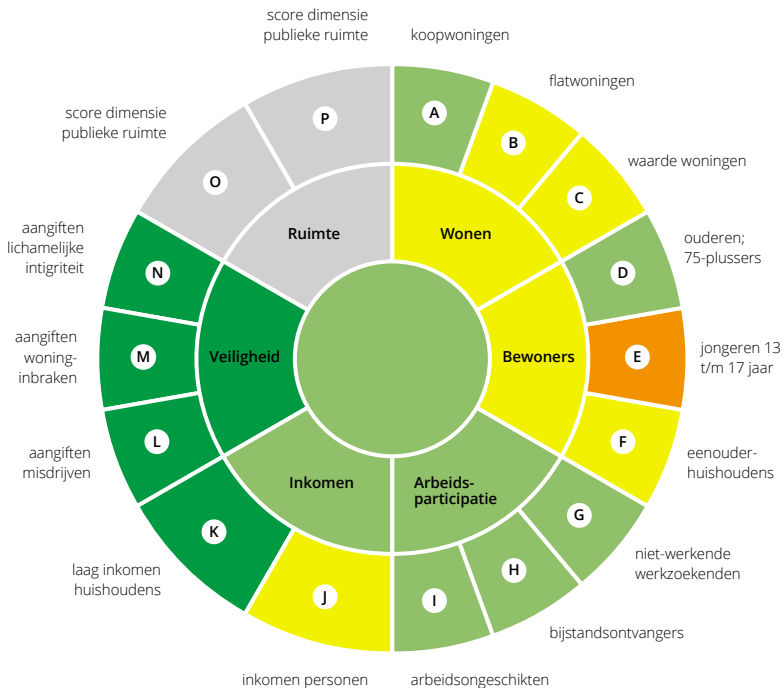 score dimensie
publieke ruimte
koopwoningen
flatwoningen
waarde woningen
ouderen;
75-plussers
jongeren 13
t/m 17 jaar
eenouder-
huishoudens
niet-werkende
werkzoekenden
bijstandsontvangers
arbeidsongeschikten
inkomen personen
laag inkomen
huishoudens
aangiften
misdrijven
aangiften
woning-
inbraken
aangiften
lichamelijke
intigriteit
score dimensie
publieke ruimte
A
B
C
D
E
F
G
H
I
J
K
L
M
N
O
P
Ruimte
Wonen
Veiligheid
Bewoners
Inkomen
Arbeids-
participatie